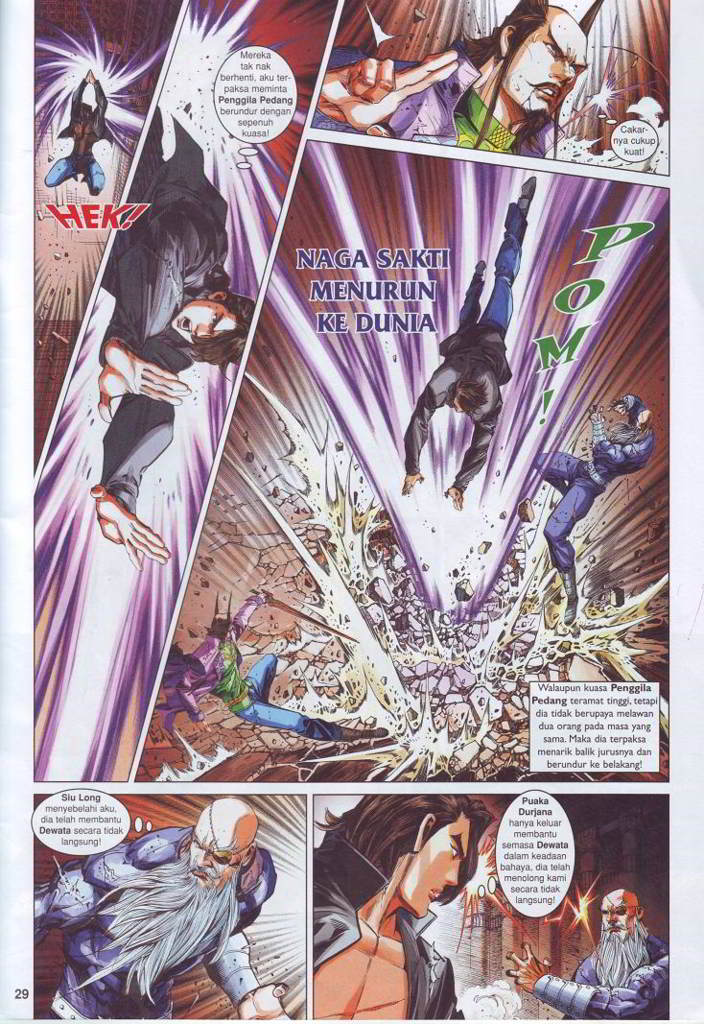 Mereka
tak nak
berhenti, aku ter-
paksa meminta
Penggila Pedang
berundur dengan
sepenuh
kuasa!
HEK!!
Cakar-
nya cukup
kuat!
NAGA SAKTI
MENURUN
KE DUNIA
POM!
Walaupun kuasa Penggila
Pedang teramat tinggi, tetapi
dia tidak berupaya melawan
dua orang pada masa yang
sama. Maka dia terpaksa
menarik balik jurusnya dan
berundur ke belakang!
Siu Long
menyebelahi aku,
dia telah membantu
Dewata secara tidak
langsung!
Puaka
Durjana
hanya keluar
membantu
semasa Dewata
dalam keadaan
bahaya, dia telah
menolong kami
secara tidak
langsung!
29